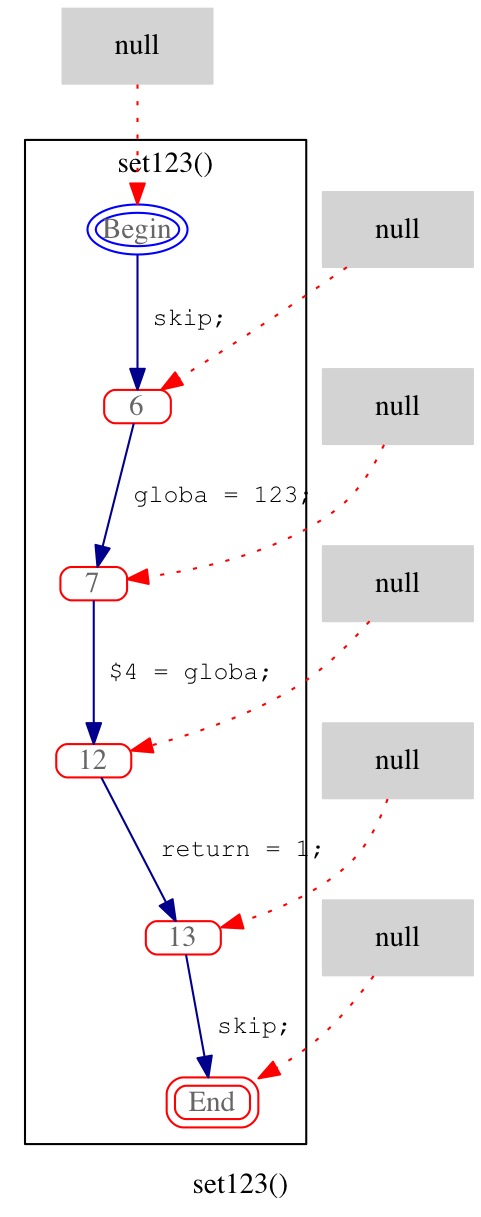 null
set123()
Begin
null
skip;
6
null
globa = 123;
7
null
$4 = globa;
12
null
return = 1;
13
null
skip;
End
set123()